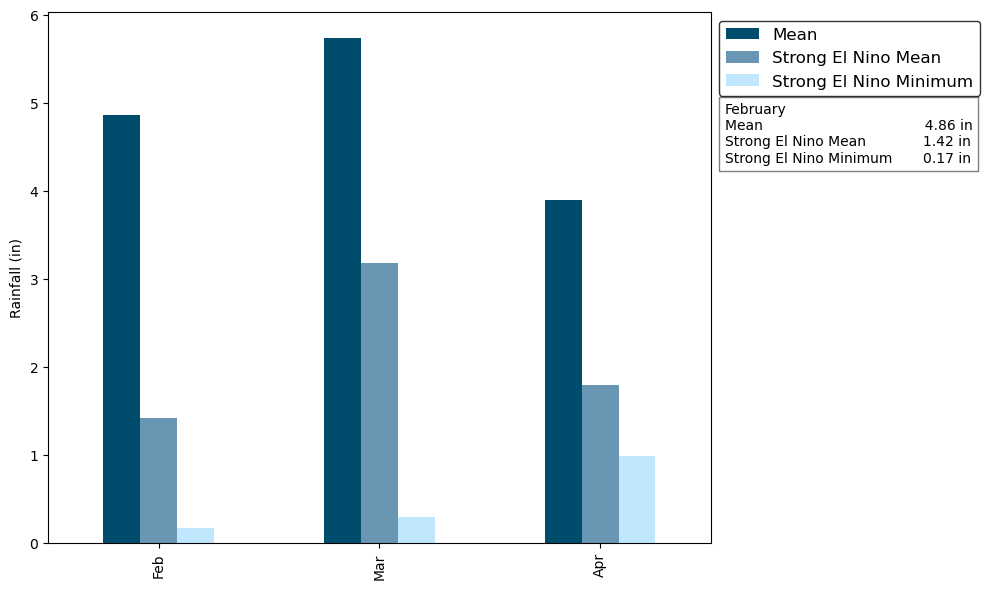 6
5
4
3
2
1
0
Rainfall (in)
Feb
Mar
Apr
Mean
Strong El Nino Mean
Strong El Nino Minimum
February
Mean 4.86 in
Strong El Nino Mean 1.42 in
Strong El Nino Minimum 0.17 in